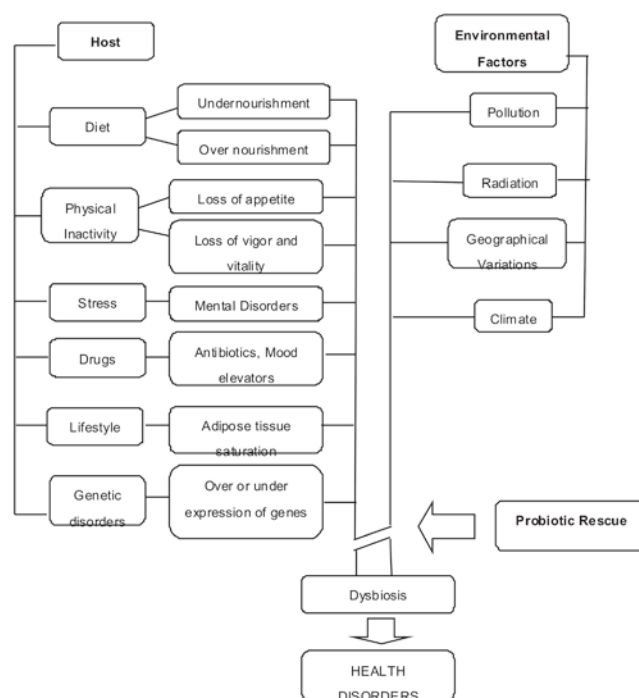 Host
Environmental
Factors
Diet
Undernourishment
Over nourishment
Pollution
Physical
Inactivity
Loss of appetite
Loss of vigor and
vitality
Radiation
Geographical
Variations
Stress
Mental Disorders
Climate
Drugs
Antibiotics, Mood
elevators
Lifestyle
Adipose tissue
saturation
Genetic
disorders
Over or under
expression of genes
Probiotic Rescue
Dysbiosis
HEALTH
DISORDERS